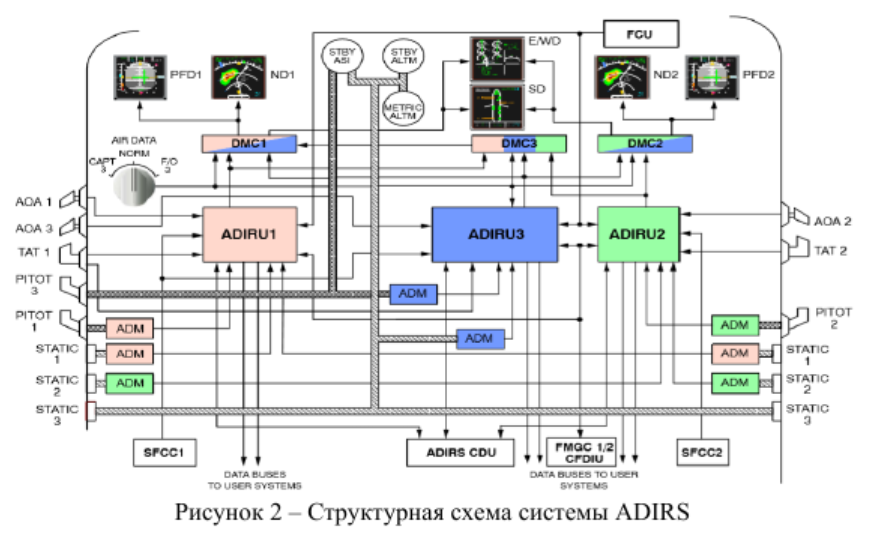 FCU
E/WD
STBY
ASI
STBY
ALTM
METRIC
ALTM
PFD1
ND1
SD
ND2
PFD2
AIR DATA
NORM
CAPT
3
F/O
3
DMC1
DMC3
DMC2
AOA 1
AOA 3
TAT 1
PITOT
3
PITOT
1
STATIC
1
STATIC
2
STATIC
3
ADIRU1
ADIRU3
ADIRU2
AOA 2
TAT 2
PITOT
2
STATIC
1
STATIC
2
STATIC
3
ADM
ADM
ADM
ADM
ADM
ADM
ADM
ADM
SFCC1
ADIRS CDU
FMGC 1/2
CFDIU
SFCC2
DATA BUSES
TO USER SYSTEMS
DATA BUSES TO USER
SYSTEMS
Рисунок 2 – Структурная схема системы ADIRS